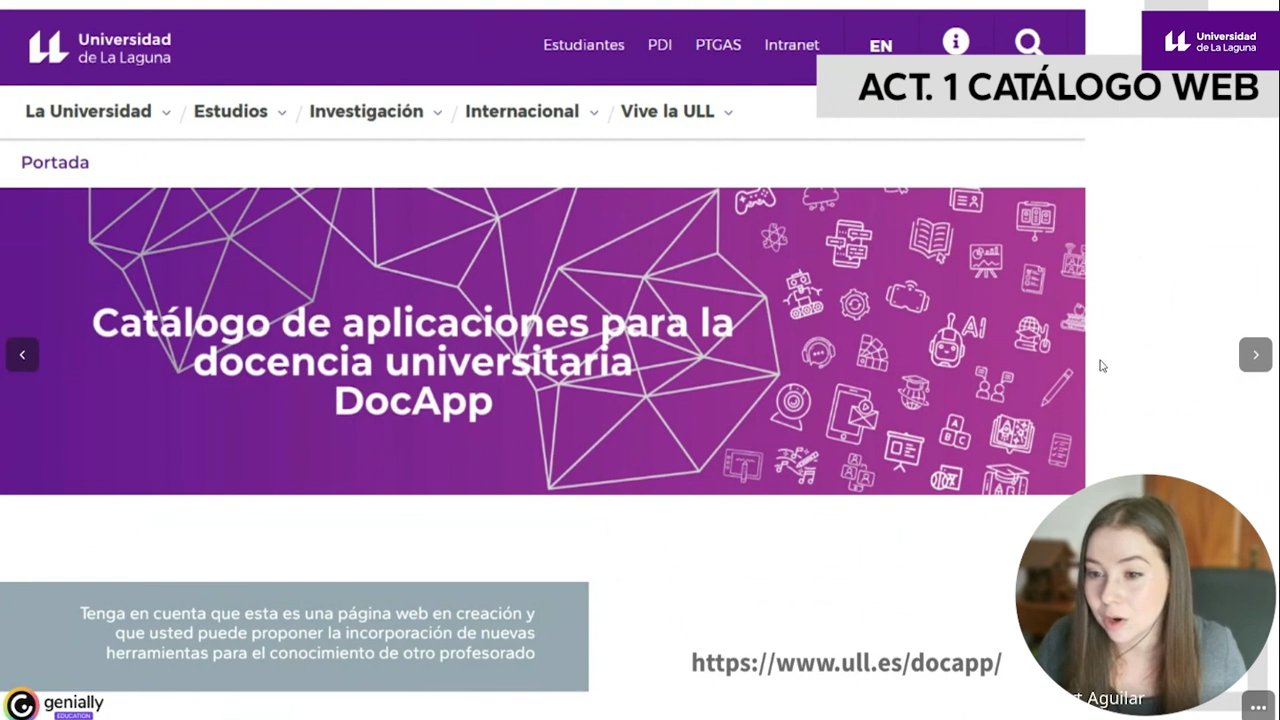 Universidad
de La Laguna
Estudiantes PDI PTGAS Intranet EN
Universidad
de La Laguna
ACT. 1 CATÁLOGO WEB
La Universidad / Estudios / Investigación / Internacional / Vive la ULL
Portada
Catálogo de aplicaciones para la
docencia universitaria
DocApp
AI
A
B C
Tenga en cuenta que esta es una página web en creación y
que usted puede proponer la incorporación de nuevas
herramientas para el conocimiento de otro profesorado
https://www.ull.es/docapp/
Aguilar
genially
EDUCATION